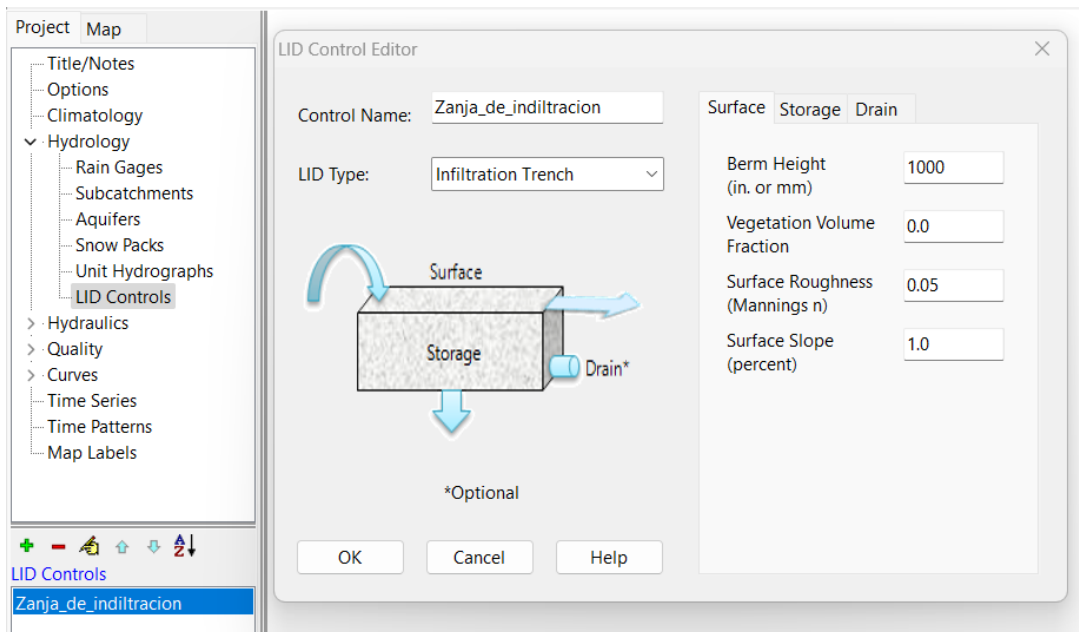 Project Map
Title/Notes
Options
Climatology
Hydrology
Rain Gages
Subcatchments
Aquifers
Snow Packs
Unit Hydrographs
LID Controls
Hydraulics
Quality
Curves
Time Series
Time Patterns
Map Labels
A
Z
LID Controls
Zanja_de_indiltracion
LID Control Editor
Control Name: Zanja_de_indiltracion
LID Type: Infiltration Trench
Surface
Storage
Drain*
*Optional
OK Cancel Help
Surface Storage Drain
Berm Height
(in. or mm)
1000
Vegetation Volume
Fraction
0.0
Surface Roughness
(Mannings n)
0.05
Surface Slope
(percent)
1.0